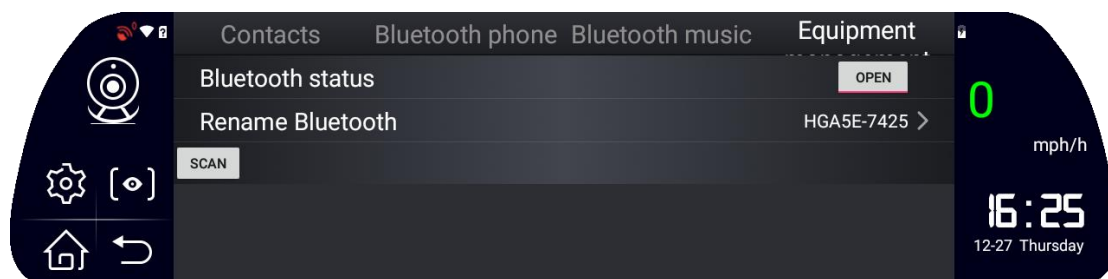 Contacts
Bluetooth phone
Bluetooth music
Equipment
Bluetooth status
OPEN
Rename Bluetooth
HGA5E-7425
SCAN
0
mph/h
16:25
12-27 Thursday